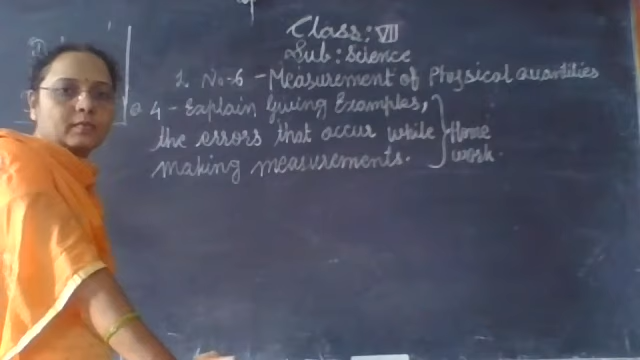 Class: VII
Sub: Science
L. No-6 - Measurement of Physical Quantities
Q 4 - Explain Giving Examples,
the errors that occur while
making measurements.
Home
work.